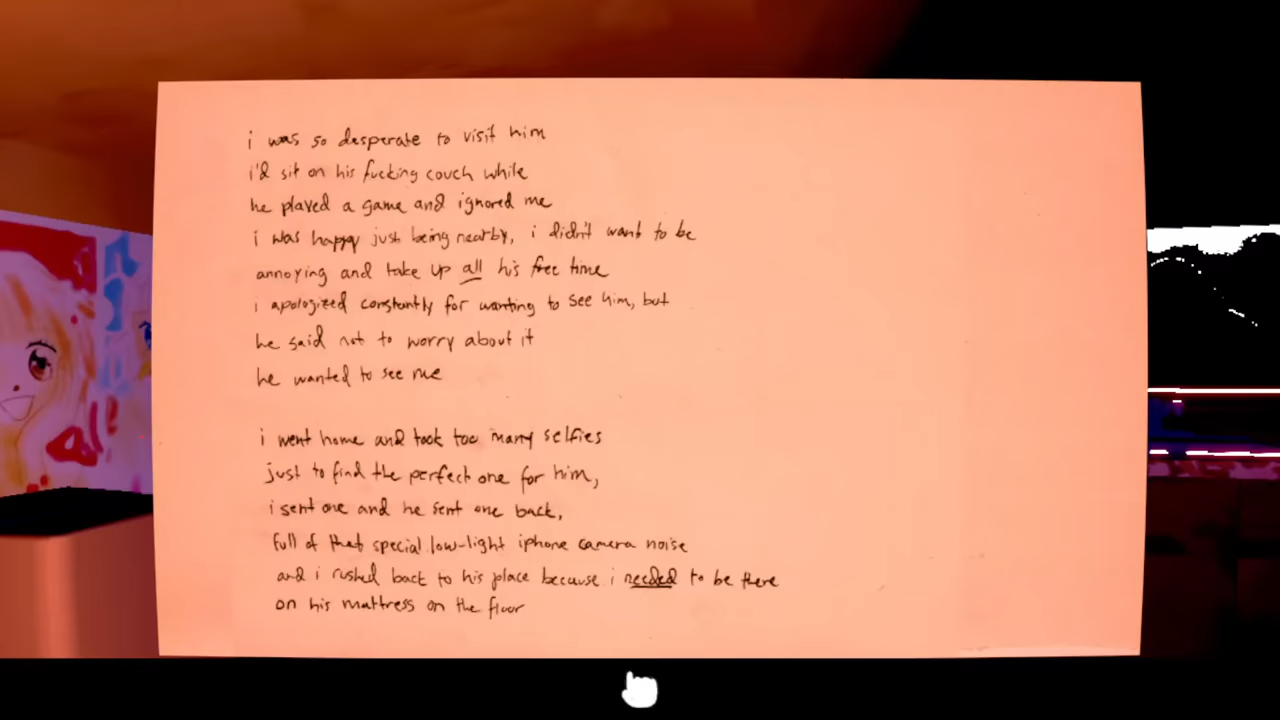 i was so desperate to visit him
i'd sit on his fucking couch while
he played a game and ignored me
i was happy just being nearby, i didn't want to be
annoying and take up all his free time
i apologized constantly for wanting to see him, but
he said not to worry about it
he wanted to see me
i went home and took too many selfies
just to find the perfect one for him,
i sent one and he sent one back,
full of that special low-light iphone camera noise
and i rushed back to his place because i needed to be there
on his mattress on the floor